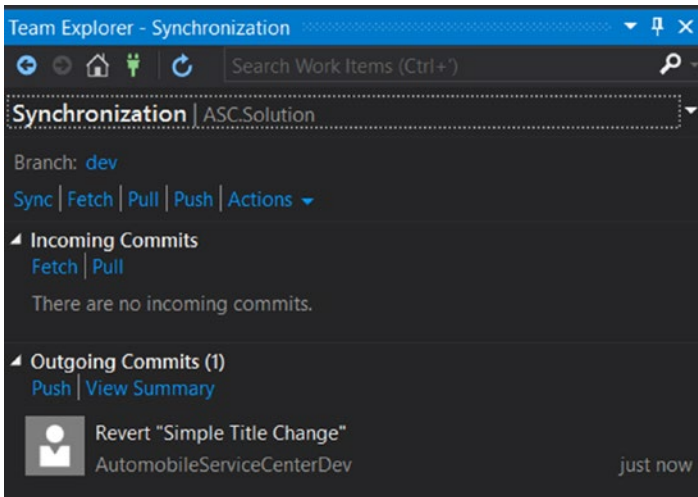 Team Explorer - Synchronization
Search Work Items (Ctrl+')
Synchronization | ASC.Solution
Branch: dev
Sync | Fetch | Pull | Push | Actions
Incoming Commits
Fetch | Pull
There are no incoming commits.
Outgoing Commits (1)
Push | View Summary
Revert "Simple Title Change"
AutomobileServiceCenterDev just now